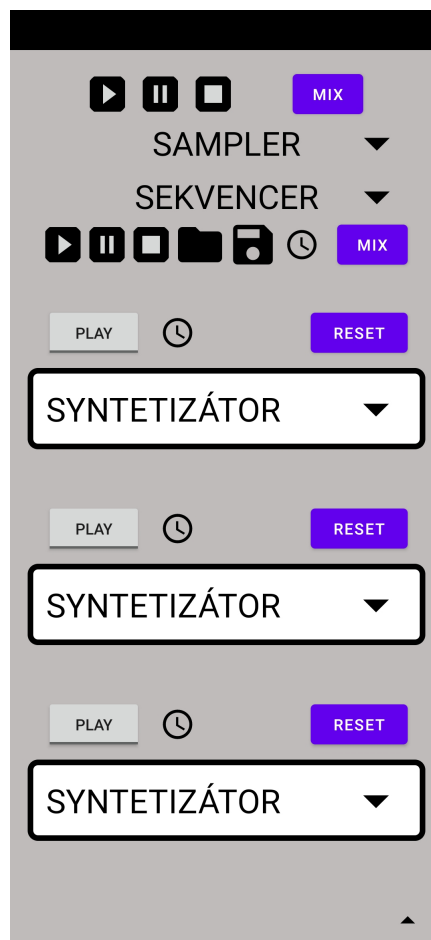 MIX
SAMPLER
SEKVENCER
MIX
PLAY RESET
SYNTETIZÁTOR
PLAY RESET
SYNTETIZÁTOR
PLAY RESET
SYNTETIZÁTOR